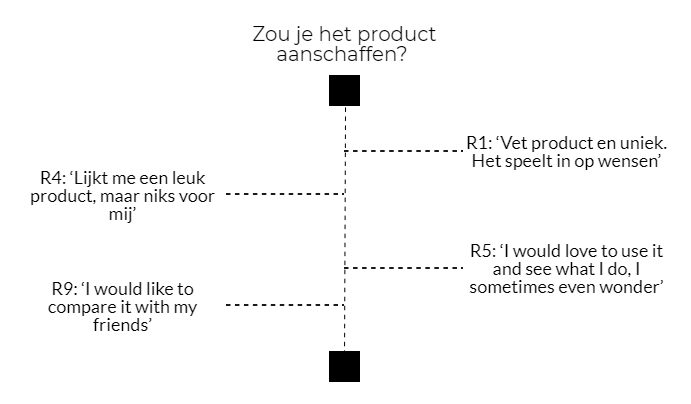 Zou je het product
aanschaffen?
R1: ‘Vet product en uniek.
Het speelt in op wensen’
R4: ‘Lijkt me een leuk
product, maar niks voor
mij’
R5: ‘I would love to use it
and see what I do, I
sometimes even wonder’
R9: ‘I would like to
compare it with my
friends’